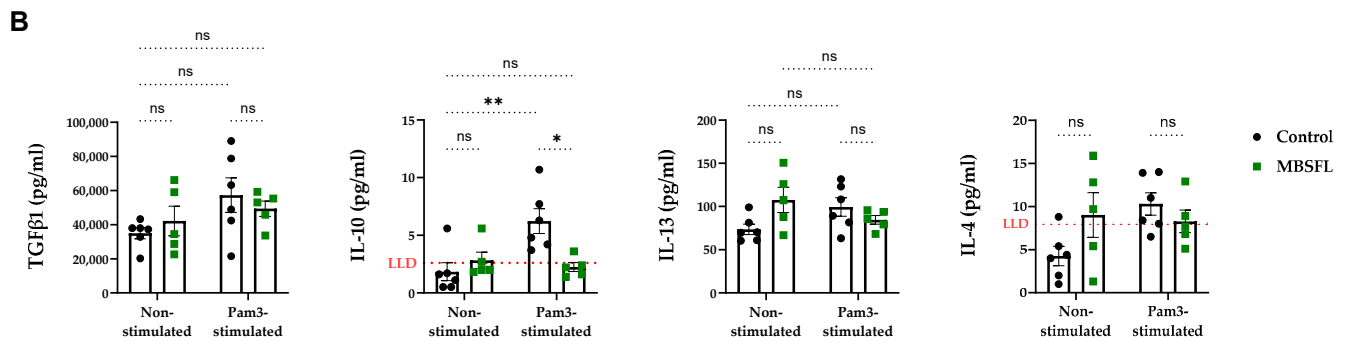 B
ns
ns
ns
ns
TGFβ1 (pg/ml)
100,000
80,000
60,000
40,000
20,000
0
Non-
stimulated
Pam3-
stimulated
ns
**
ns
*
IL-10 (pg/ml)
15
10
5
0
LLD
Non-
stimulated
Pam3-
stimulated
ns
ns
ns
ns
IL-13 (pg/ml)
200
150
100
50
0
Non-
stimulated
Pam3-
stimulated
ns
ns
IL-4 (pg/ml)
20
15
10
5
0
LLD
Non-
stimulated
Pam3-
stimulated
Control
MBSFL